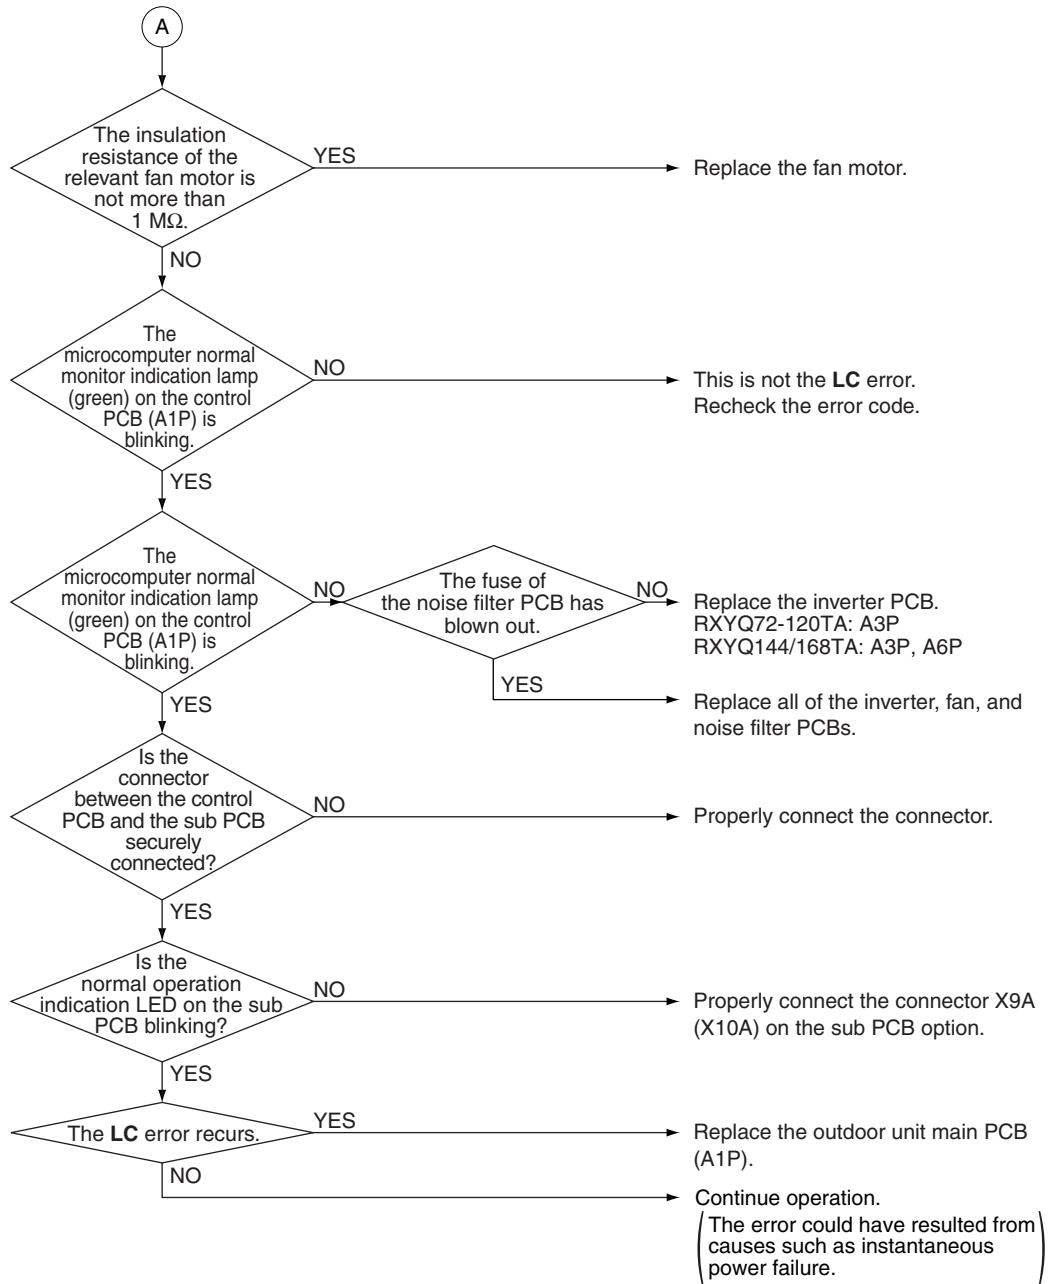 A
The insulation
resistance of the
relevant fan motor is
not more than
1 MΩ.
YES
Replace the fan motor.
NO
The
microcomputer normal
monitor indication lamp
(green) on the control
PCB (A1P) is
blinking.
NO
This is not the LC error.
Recheck the error code.
YES
The
microcomputer normal
monitor indication lamp
(green) on the control
PCB (A1P) is
blinking.
NO
The fuse of
the noise filter PCB has
blown out.
NO
Replace the inverter PCB.
RXYQ72-120TA: A3P
RXYQ144/168TA: A3P, A6P
YES
Replace all of the inverter, fan, and
noise filter PCBs.
YES
Is the
connector
between the control
PCB and the sub PCB
securely
connected?
NO
Properly connect the connector.
YES
Is the
normal operation
indication LED on the sub
PCB blinking?
NO
Properly connect the connector X9A
(X10A) on the sub PCB option.
YES
The LC error recurs.
YES
Replace the outdoor unit main PCB
(A1P).
NO
Continue operation.
(The error could have resulted from
causes such as instantaneous
power failure.)